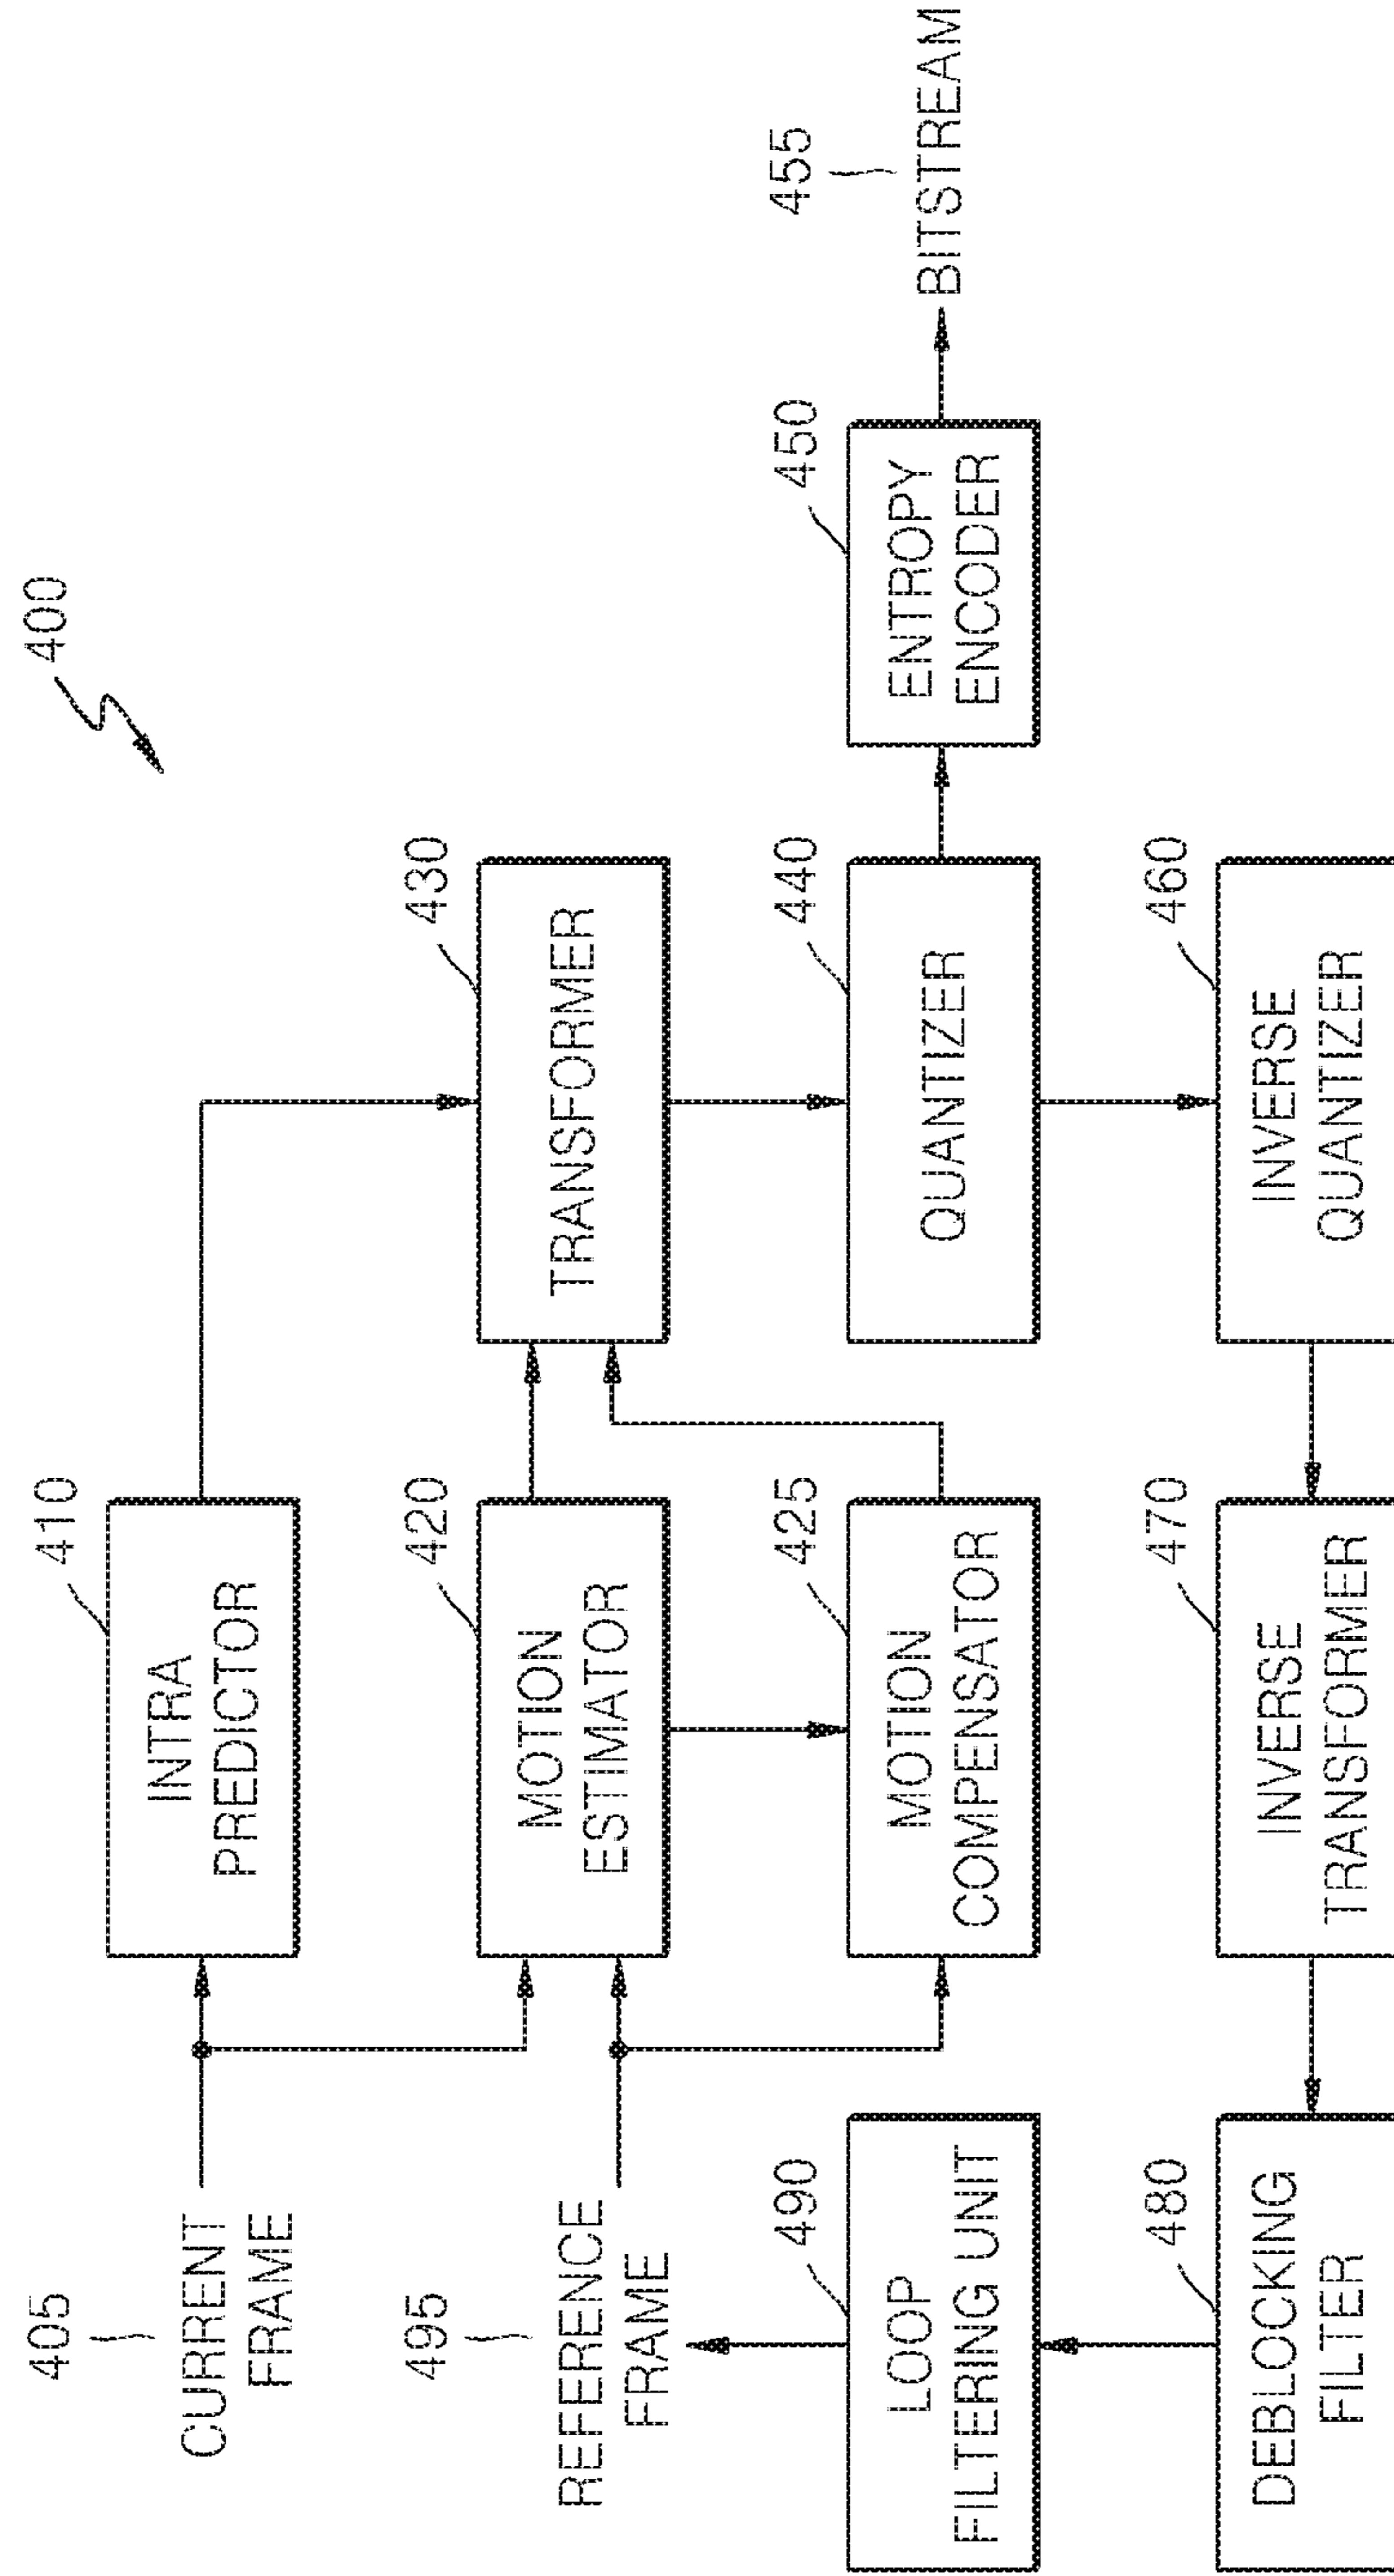 400
405
CURRENT
FRAME
410
INTRA
PREDICTOR
495
REFERENCE
FRAME
420
MOTION
ESTIMATOR
430
TRANSFORMER
490
LOOP
FILTERING UNIT
425
MOTION
COMPENSATOR
440
QUANTIZER
450
ENTROPY
ENCODER
455
BITSTREAM
480
DEBLOCKING
FILTER
470
INVERSE
TRANSFORMER
460
INVERSE
QUANTIZER